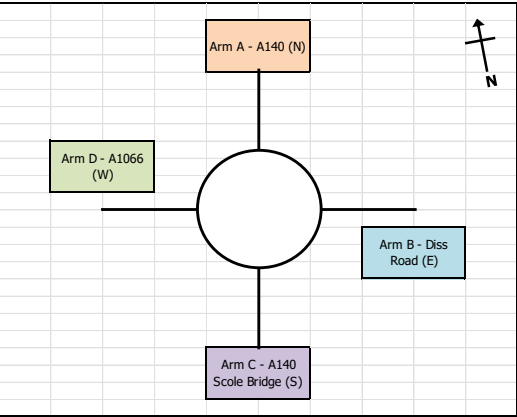 Arm A - A140 (N)
N
Arm D - A1066
(W)
Arm B - Diss
Road (E)
Arm C - A140
Scole Bridge (S)